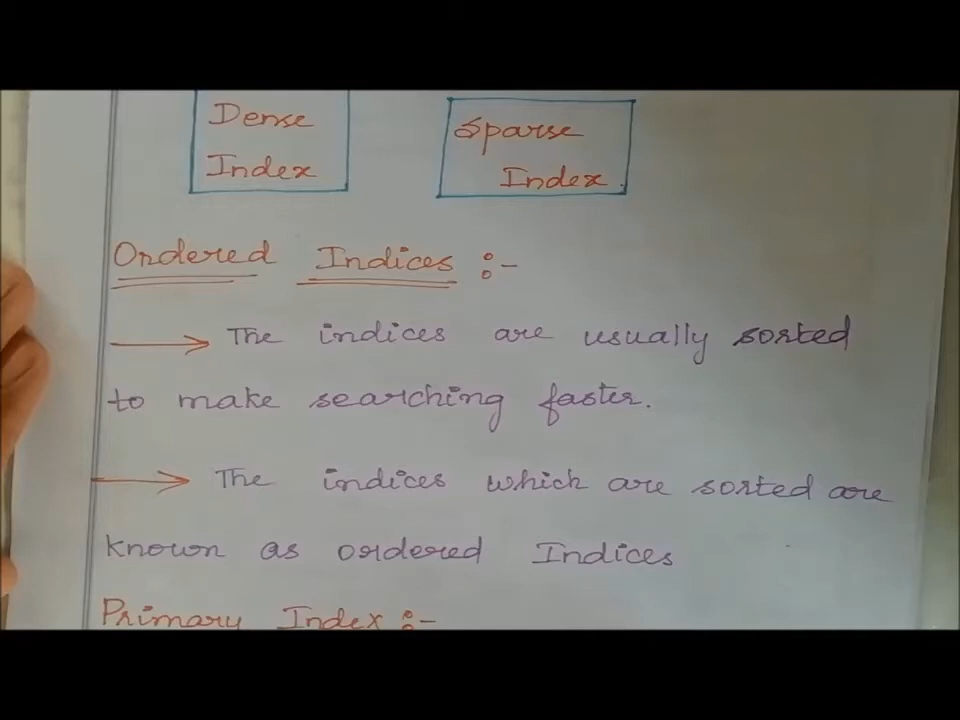 Dense
Index
Sparse
Index.
Ordered Indices :-
→ The indices are usually sorted
to make searching faster.
→ The indices which are sorted are
known as ordered Indices
Primary Index :-